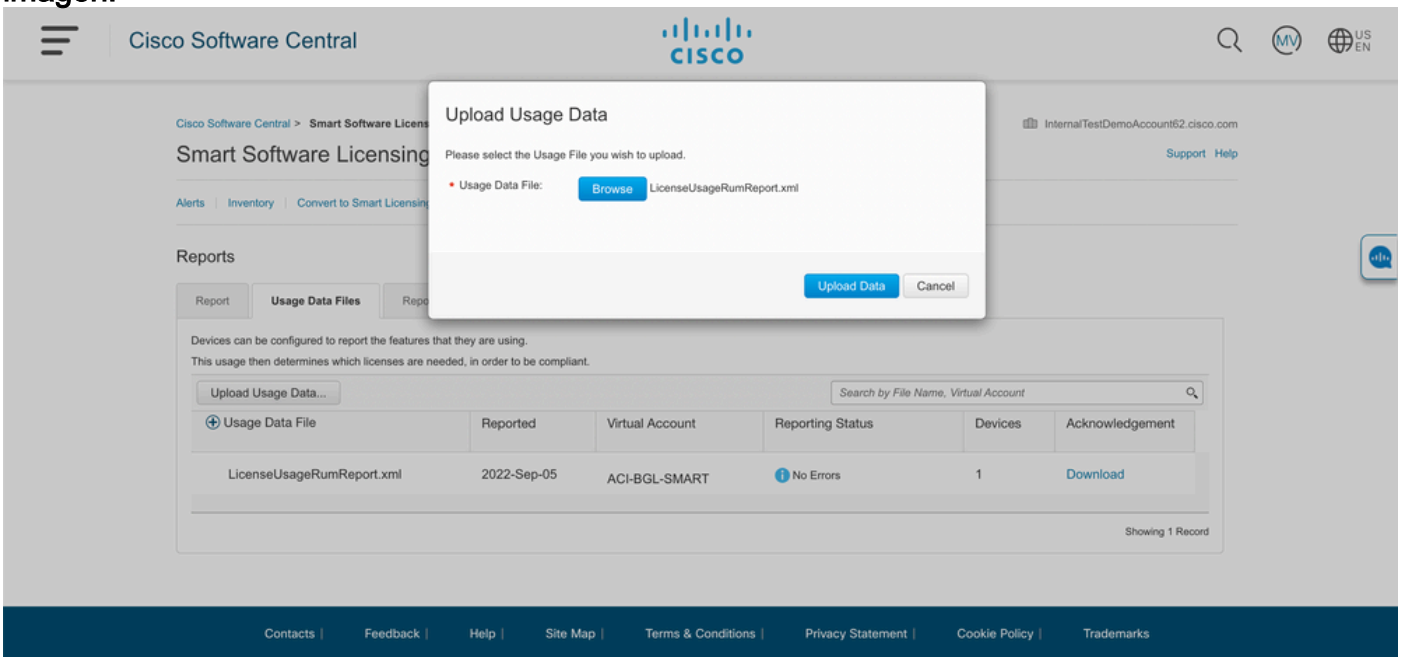 imagen.
Cisco Software Central
CISCO
MV
US
EN
Cisco Software Central > Smart Software Licens
InternalTestDemoAccount62.cisco.com
Smart Software Licensing
Support Help
Alerts | Inventory | Convert to Smart Licensing
Upload Usage Data
Please select the Usage File you wish to upload.
* Usage Data File: Browse LicenseUsageRumReport.xml
Upload Data Cancel
Reports
Report Usage Data Files Repo
Devices can be configured to report the features that they are using.
This usage then determines which licenses are needed, in order to be compliant.
Upload Usage Data...
Search by File Name, Virtual Account
Usage Data File Reported Virtual Account Reporting Status Devices Acknowledgement
LicenseUsageRumReport.xml 2022-Sep-05 ACI-BGL-SMART No Errors 1 Download
Showing 1 Record
Contacts | Feedback | Help | Site Map | Terms & Conditions | Privacy Statement | Cookie Policy | Trademarks